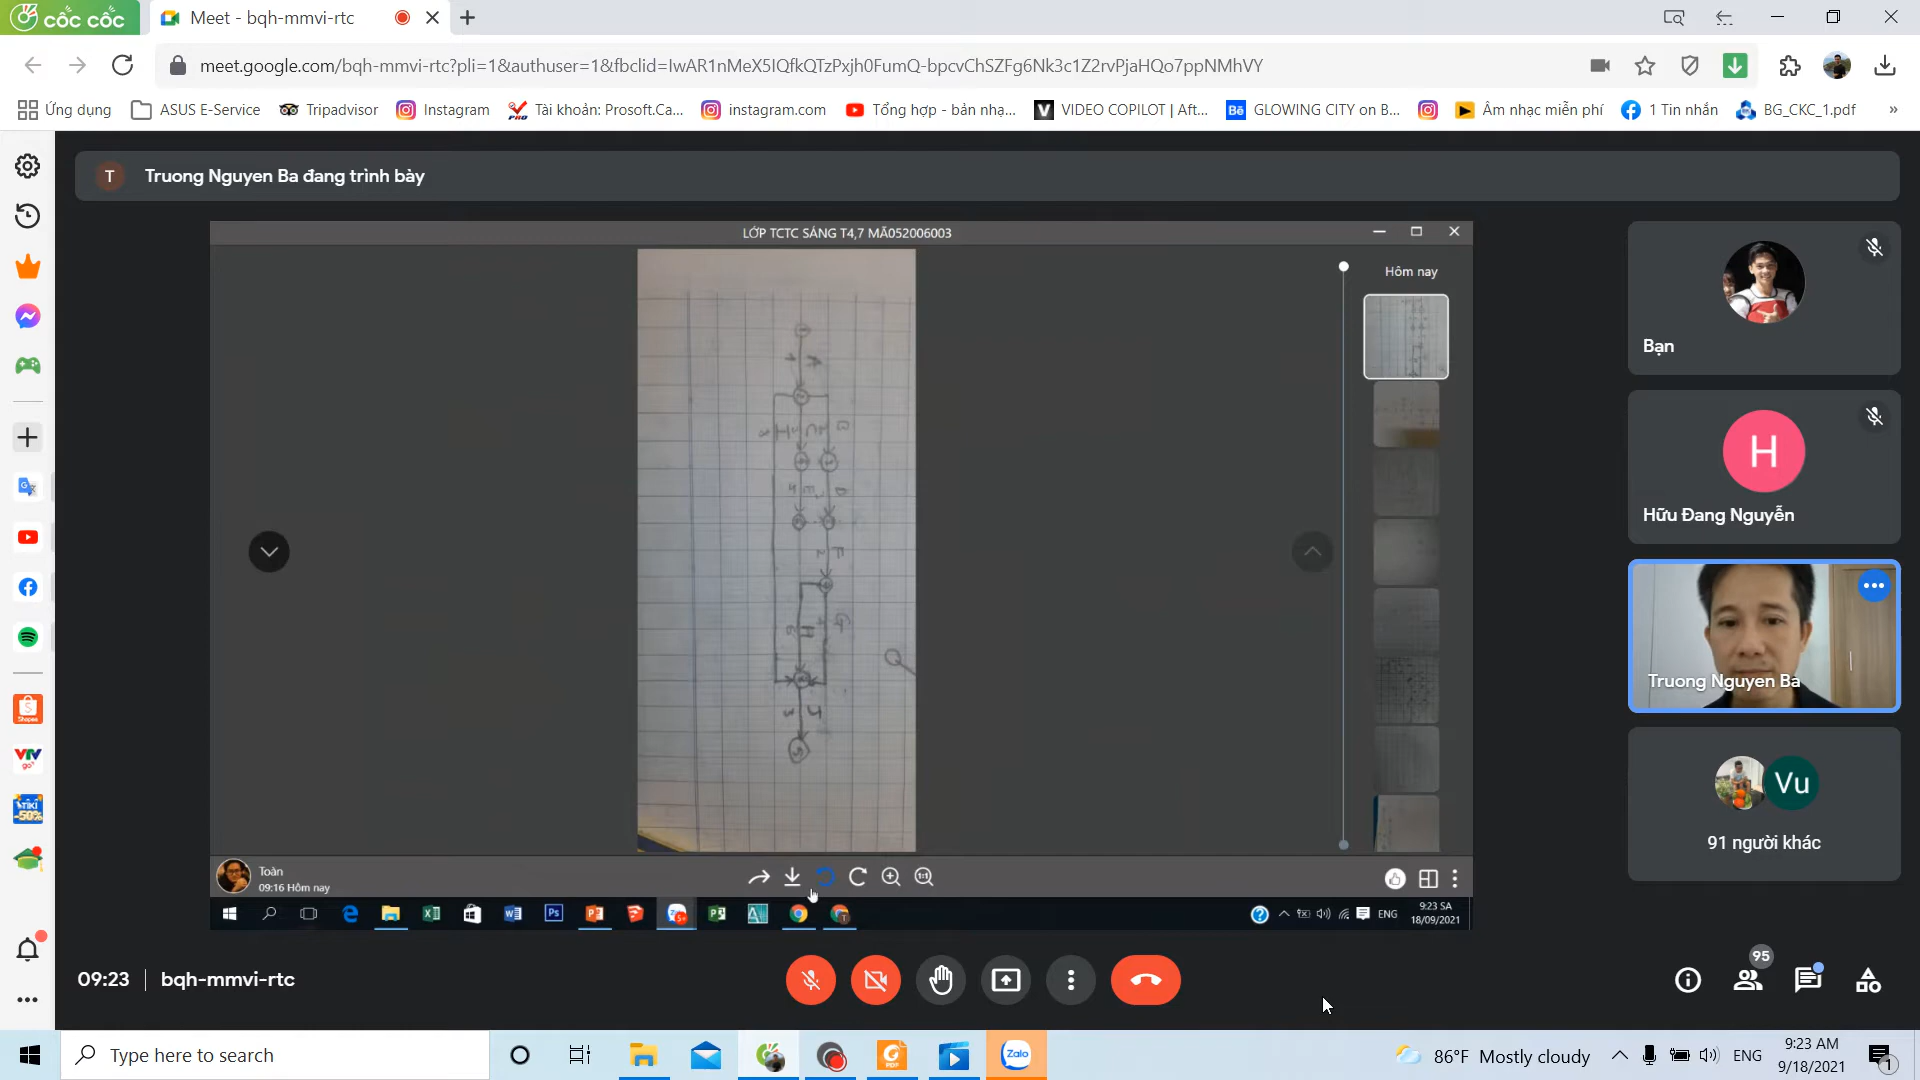 cốc cốc
Meet - bqh-mmvi-rtc
meet.google.com/bqh-mmvi-rtc?pli=1&authuser=1&fbclid=IwAR1nMeX5IQfkQTzPxjh0FumQ-bpcvChSZFg6Nk3c1Z2rvPjaHQo7ppNMhVY
Ứng dụng
ASUS E-Service
Tripadvisor
Instagram
Tài khoản: Prosoft.Ca...
instagram.com
Tổng hợp - bản nhạ...
VIDEO COPILOT | Aft...
GLOWING CITY on B...
Âm nhạc miễn phí
1 Tin nhắn
BG_CKC_1.pdf
T
Truong Nguyen Ba đang trình bày
LỚP TCTC SÁNG T4,7 MÃ052006003
Hôm nay
Toàn
09:16 Hôm nay
ENG
9:23 SA
18/09/2021
Bạn
H
Hữu Đang Nguyễn
Truong Nguyen Ba
Vu
91 người khác
09:23
bqh-mmvi-rtc
95
Type here to search
Zalo
86°F Mostly cloudy
ENG
9:23 AM
9/18/2021
1